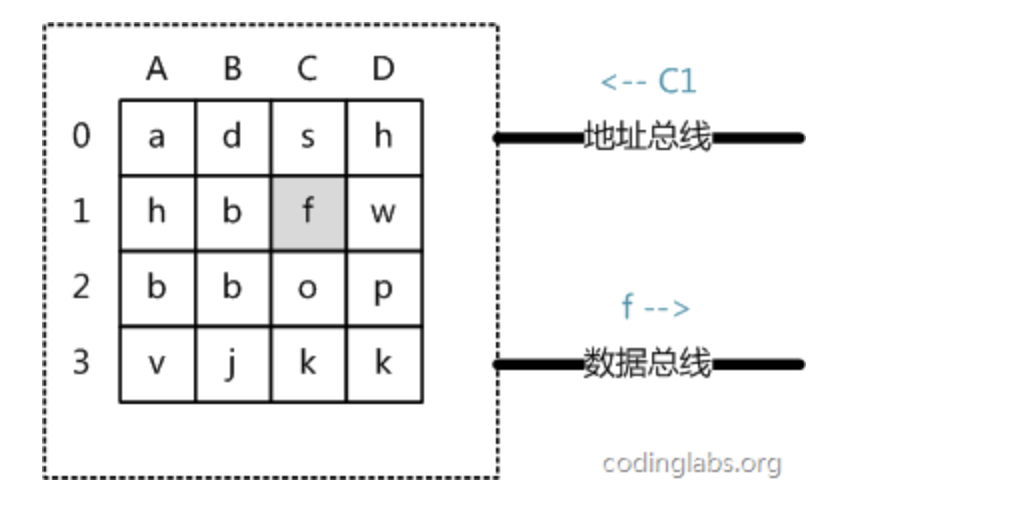 A B C D
<-- C1
0 a d s h
地址总线
1 h b f w
2 b b o p
f -->
3 v j k k
数据总线
codinglabs.org